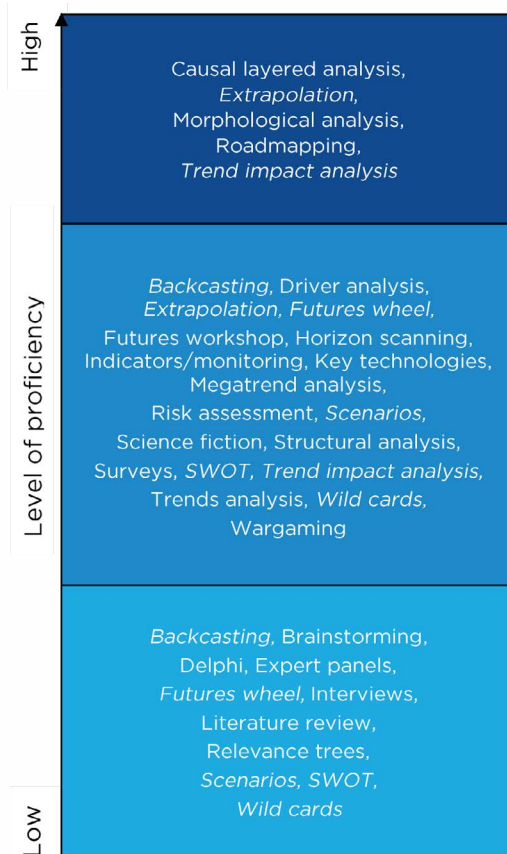 High
Causal layered analysis,
Extrapolation,
Morphological analysis,
Roadmapping,
Trend impact analysis
Level of proficiency
Backcasting, Driver analysis,
Extrapolation, Futures wheel,
Futures workshop, Horizon scanning,
Indicators/monitoring, Key technologies,
Megatrend analysis,
Risk assessment, Scenarios,
Science fiction, Structural analysis,
Surveys, SWOT, Trend impact analysis,
Trends analysis, Wild cards,
Wargaming
Backcasting, Brainstorming,
Delphi, Expert panels,
Futures wheel, Interviews,
Literature review,
Relevance trees,
Scenarios, SWOT,
Wild cards
Low